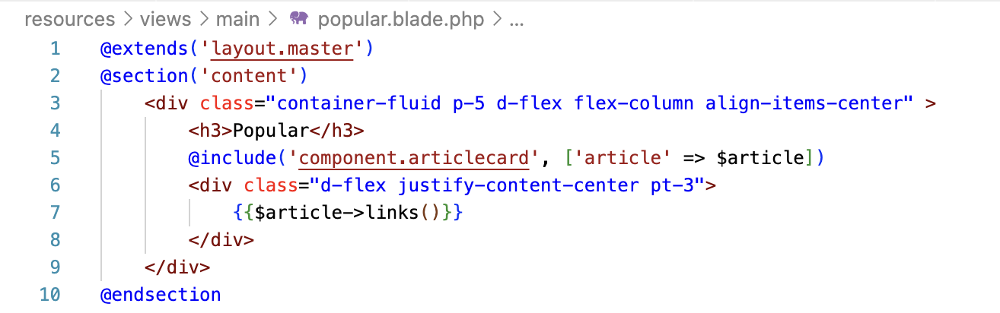 resources > views > main > popular.blade.php > ...
1 @extends('layout.master')
2 @section('content')
3     <div class="container-fluid p-5 d-flex flex-column align-items-center" >
4         <h3>Popular</h3>
5         @include('component.articlecard', ['article' => $article])
6         <div class="d-flex justify-content-center pt-3">
7             {{$article->links()}}
8         </div>
9     </div>
10 @endsection